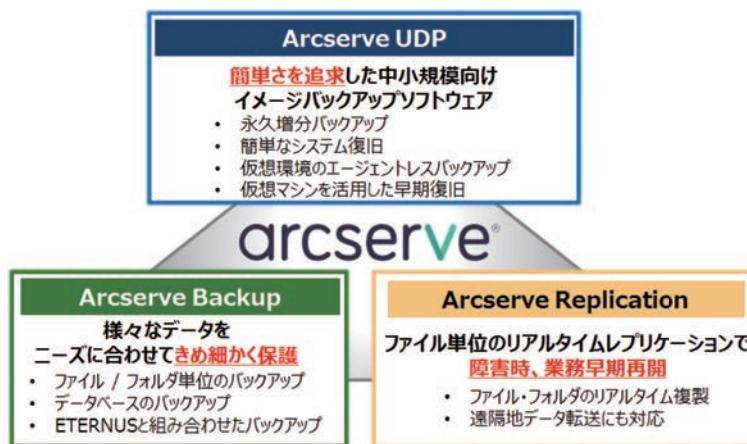 Arcserve UDP
簡単さを追求した中小規模向け
イメージバックアップソフトウェア
• 永久増分バックアップ
• 簡単なシステム復旧
• 仮想環境のエージェントレスバックアップ
• 仮想マシンを活用した早期復旧
arcserve®
Arcserve Backup
様々なデータを
ニーズに合わせてきめ細かく保護
• ファイル / フォルダ単位のバックアップ
• データベースのバックアップ
• ETERNUSと組み合わせたバックアップ
Arcserve Replication
ファイル単位のリアルタイムレプリケーションで
障害時、業務早期再開
• ファイル・フォルダのリアルタイム複製
• 遠隔地データ転送にも対応